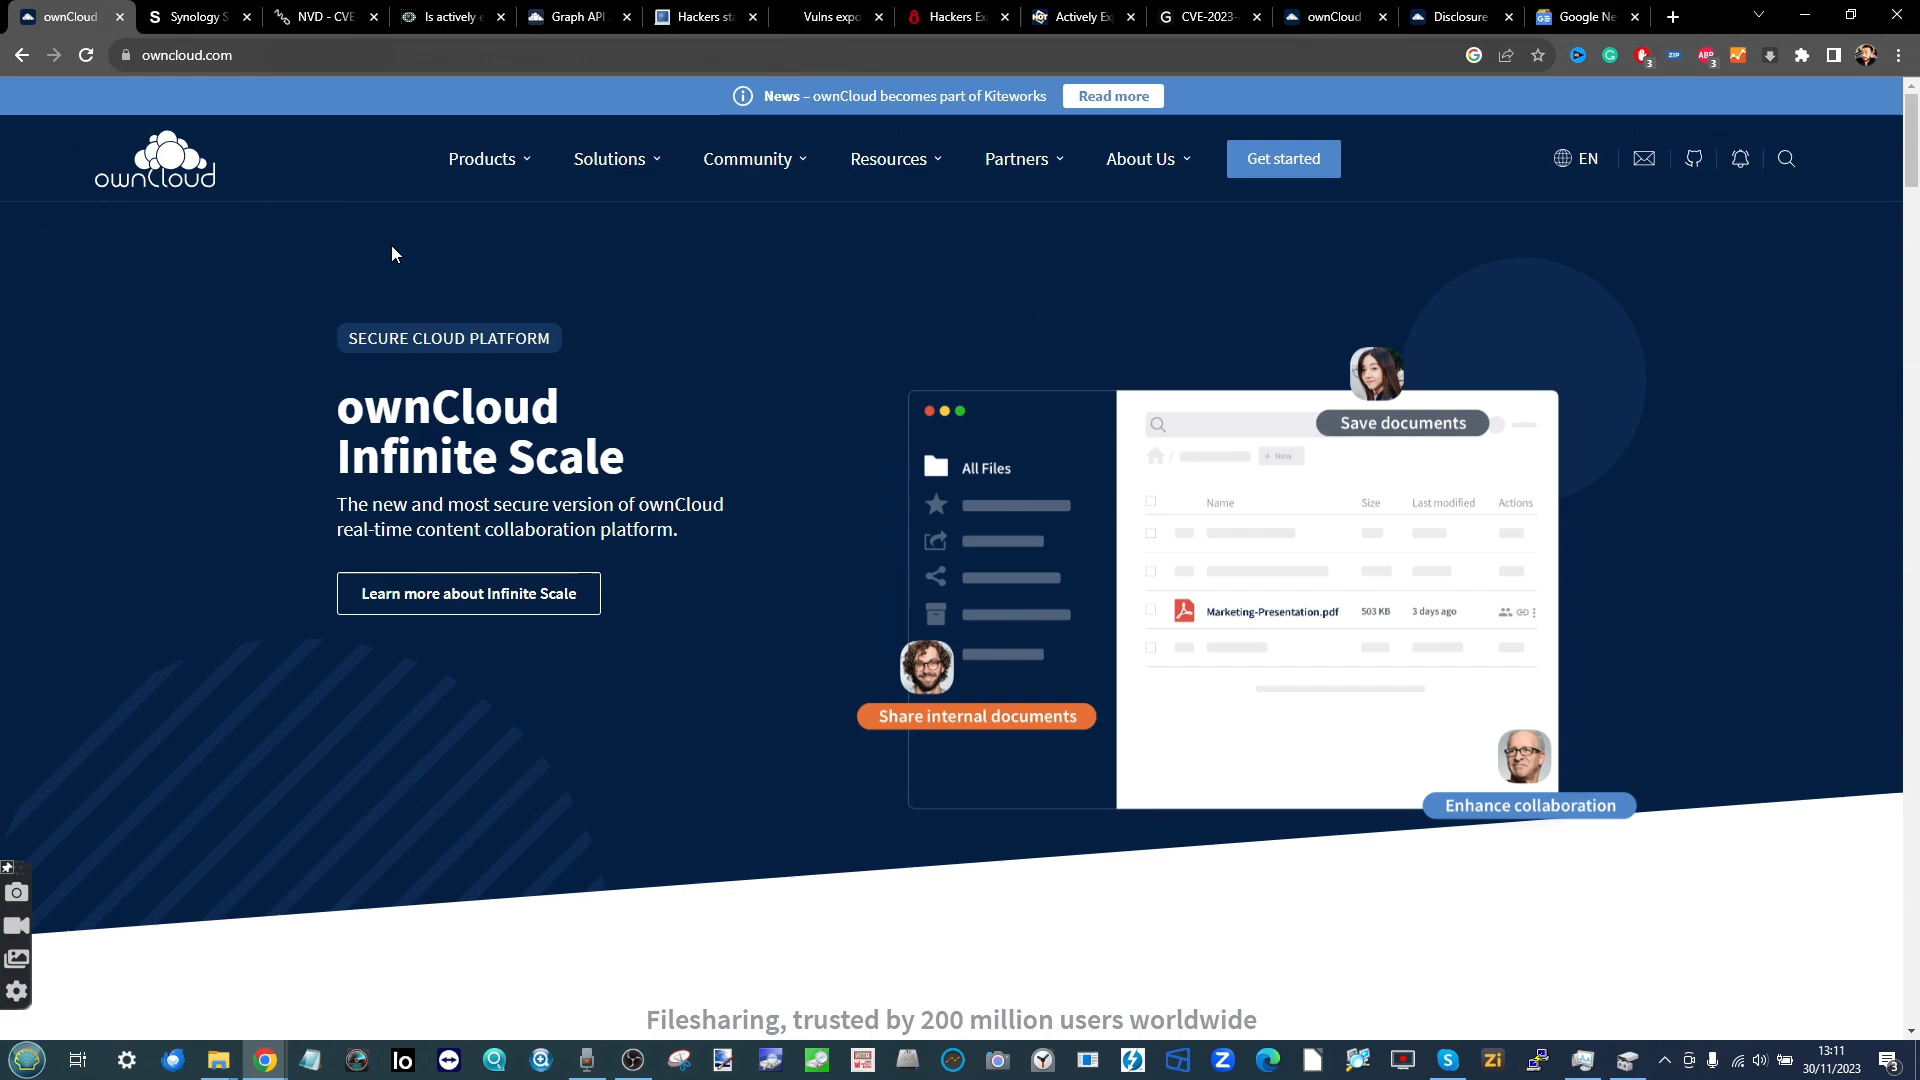 ownCloud
Synology S
NVD - CVE
Is actively e
Graph API
Hackers sta
Vulns expo
Hackers Ex
Actively Ex
CVE-2023-
ownCloud
Disclosure
Google Ne
owncloud.com
News – ownCloud becomes part of Kiteworks
Read more
ownCloud
Products
Solutions
Community
Resources
Partners
About Us
Get started
EN
SECURE CLOUD PLATFORM
ownCloud
Infinite Scale
The new and most secure version of ownCloud
real-time content collaboration platform.
Learn more about Infinite Scale
Save documents
+ New
All Files
Name
Size
Last modified
Actions
Marketing-Presentation.pdf
503 KB
3 days ago
Share internal documents
Enhance collaboration
Filesharing, trusted by 200 million users worldwide
13:11
30/11/2023